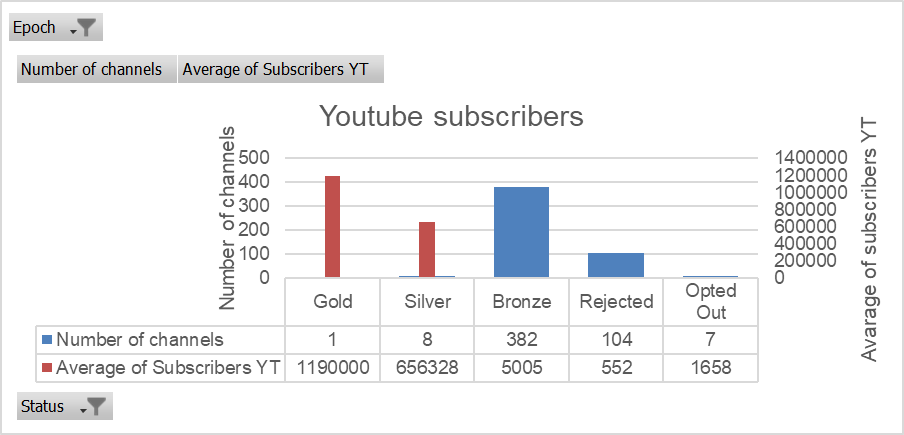 Epoch
Number of channels Average of Subscribers YT
Youtube subscribers
Number of channels
500
400
300
200
100
0
1400000
1200000
1000000
800000
600000
400000
200000
0
Avarage of subscribers YT
Gold Silver Bronze Rejected Opted Out
Number of channels 1 8 382 104 7
Average of Subscribers YT 1190000 656328 5005 552 1658
Status